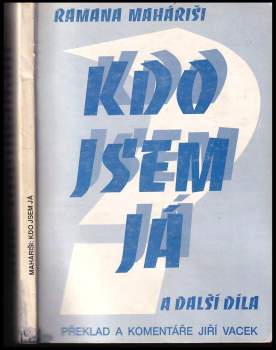 RAMANA MAHÁRIŠI
KDO
JSEM
JÁ
A DALŠÍ DÍLA
PŘEKLAD A KOMENTÁŘE JIŘÍ VACEK
MAHÁRIŠI: KDO JSEM JÁ